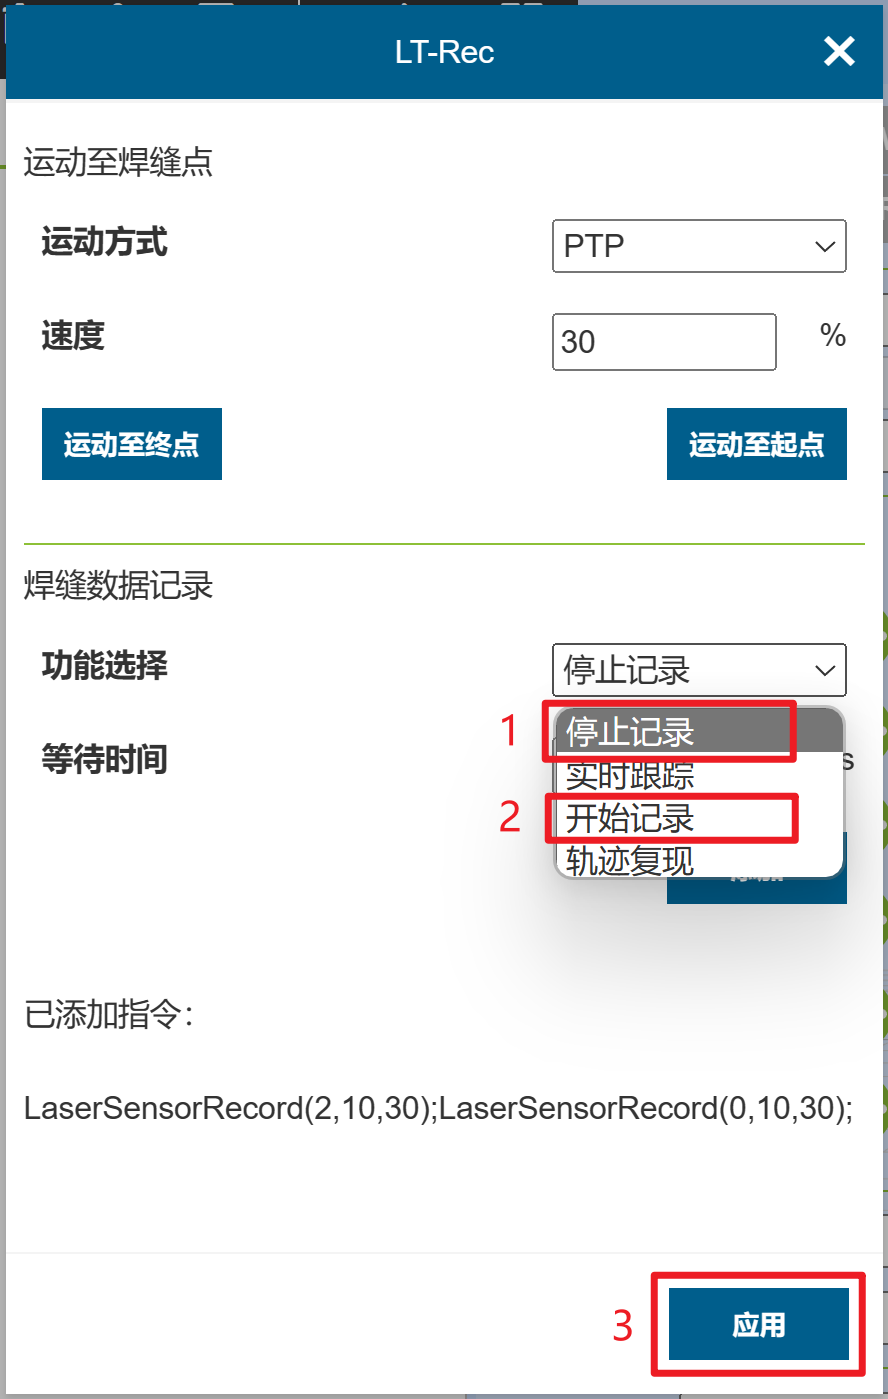 LT-Rec
运动至焊缝点
运动方式 PTP
速度 30 %
运动至终点 运动至起点
焊缝数据记录
功能选择 停止记录
1 停止记录
等待时间 s
实时跟踪
2 开始记录
轨迹复现
已添加指令:
LaserSensorRecord(2,10,30);LaserSensorRecord(0,10,30);
3 应用